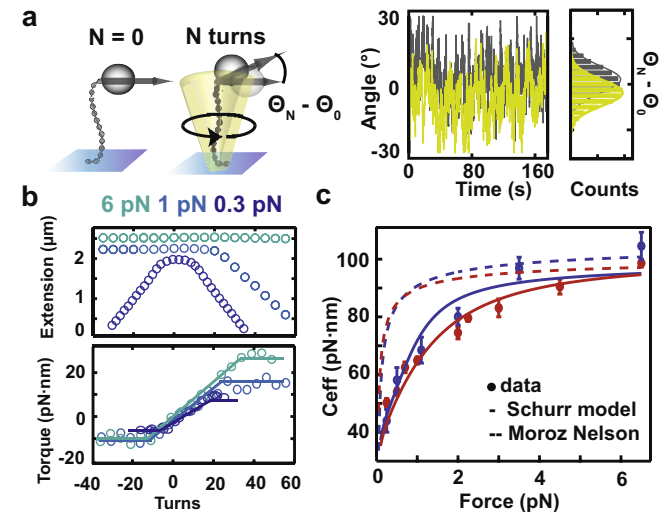 a
N = 0
N turns
Θ_N - Θ_0
Angle (°)
30
0
-30
0
80
160
Time (s)
Counts
Θ_N - Θ_0
b
6 pN 1 pN 0.3 pN
Extension (μm)
2
1
0
Torque (pN·nm)
20
0
-20
-40 -20 0 20 40 60
Turns
c
Ceff (pN·nm)
100
80
60
40
0 2 4 6
Force (pN)
data
- Schurr model
-- Moroz Nelson